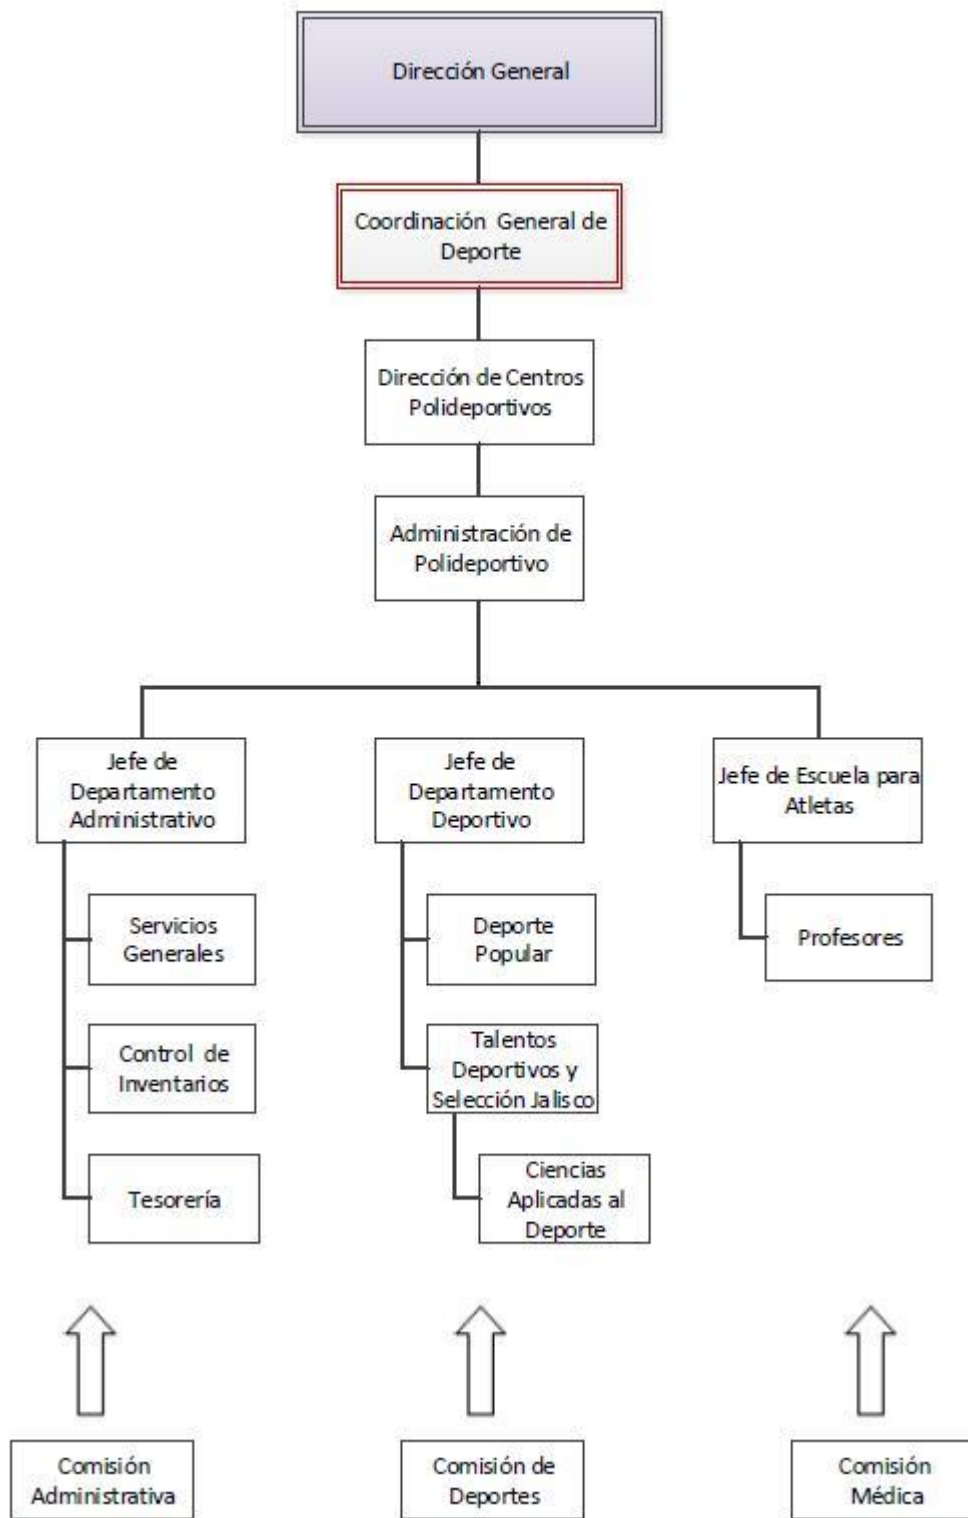 Dirección General
Coordinación General de
Deporte
Dirección de Centros
Polideportivos
Administración de
Polideportivo
Jefe de
Departamento
Administrativo
Jefe de
Departamento
Deportivo
Jefe de Escuela para
Atletas
Servicios
Generales
Deporte
Popular
Profesores
Control de
Inventarios
Talentos
Deportivos y
Selección Jalisco
Tesorería
Ciencias
Aplicadas al
Deporte
Comisión
Administrativa
Comisión de
Deportes
Comisión
Médica